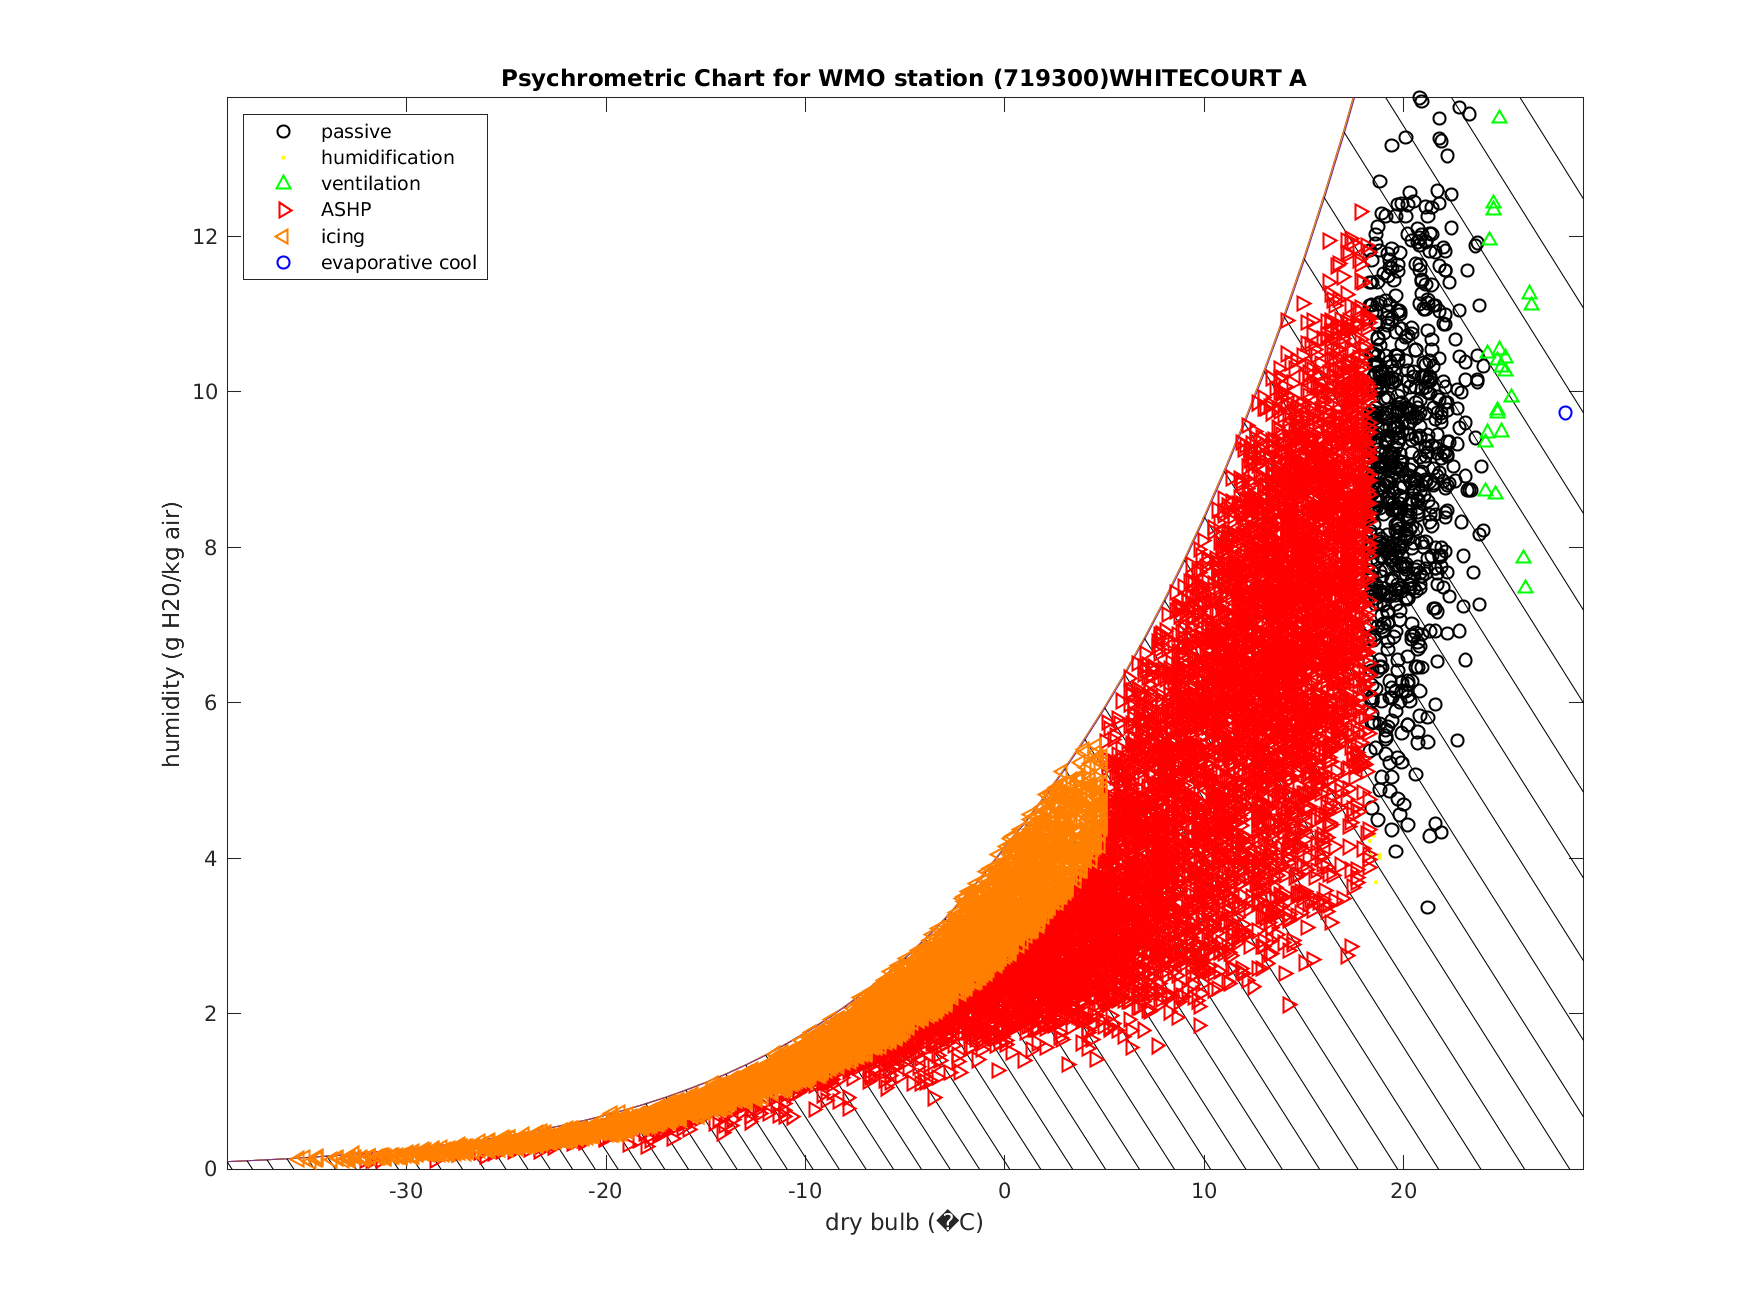 Psychrometric Chart for WMO station (719300)WHITECOURT A
passive
humidification
ventilation
ASHP
icing
evaporative cool
humidity (g H20/kg air)
12
10
8
6
4
2
0
-30 -20 -10 0 10 20
dry bulb (�C)